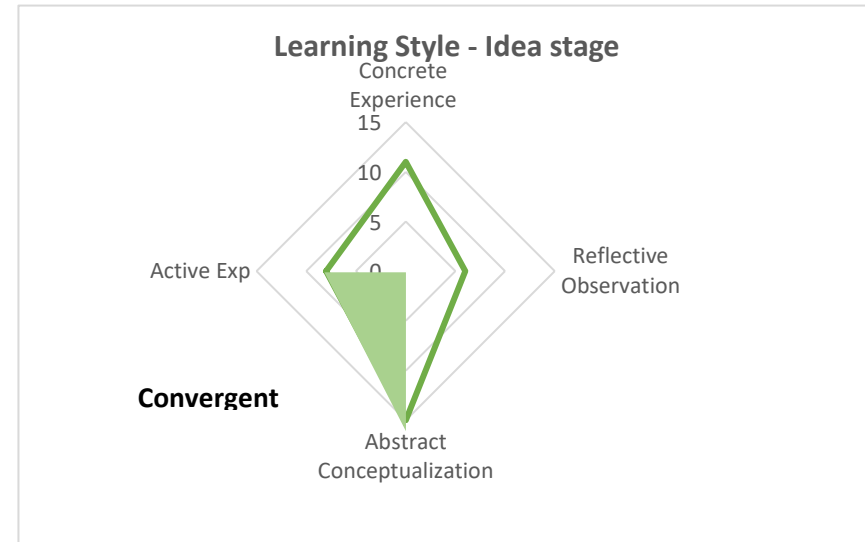 Learning Style - Idea stage
Concrete
Experience
15
10
5
0
Active Exp
Reflective
Observation
Convergent
Abstract
Conceptualization